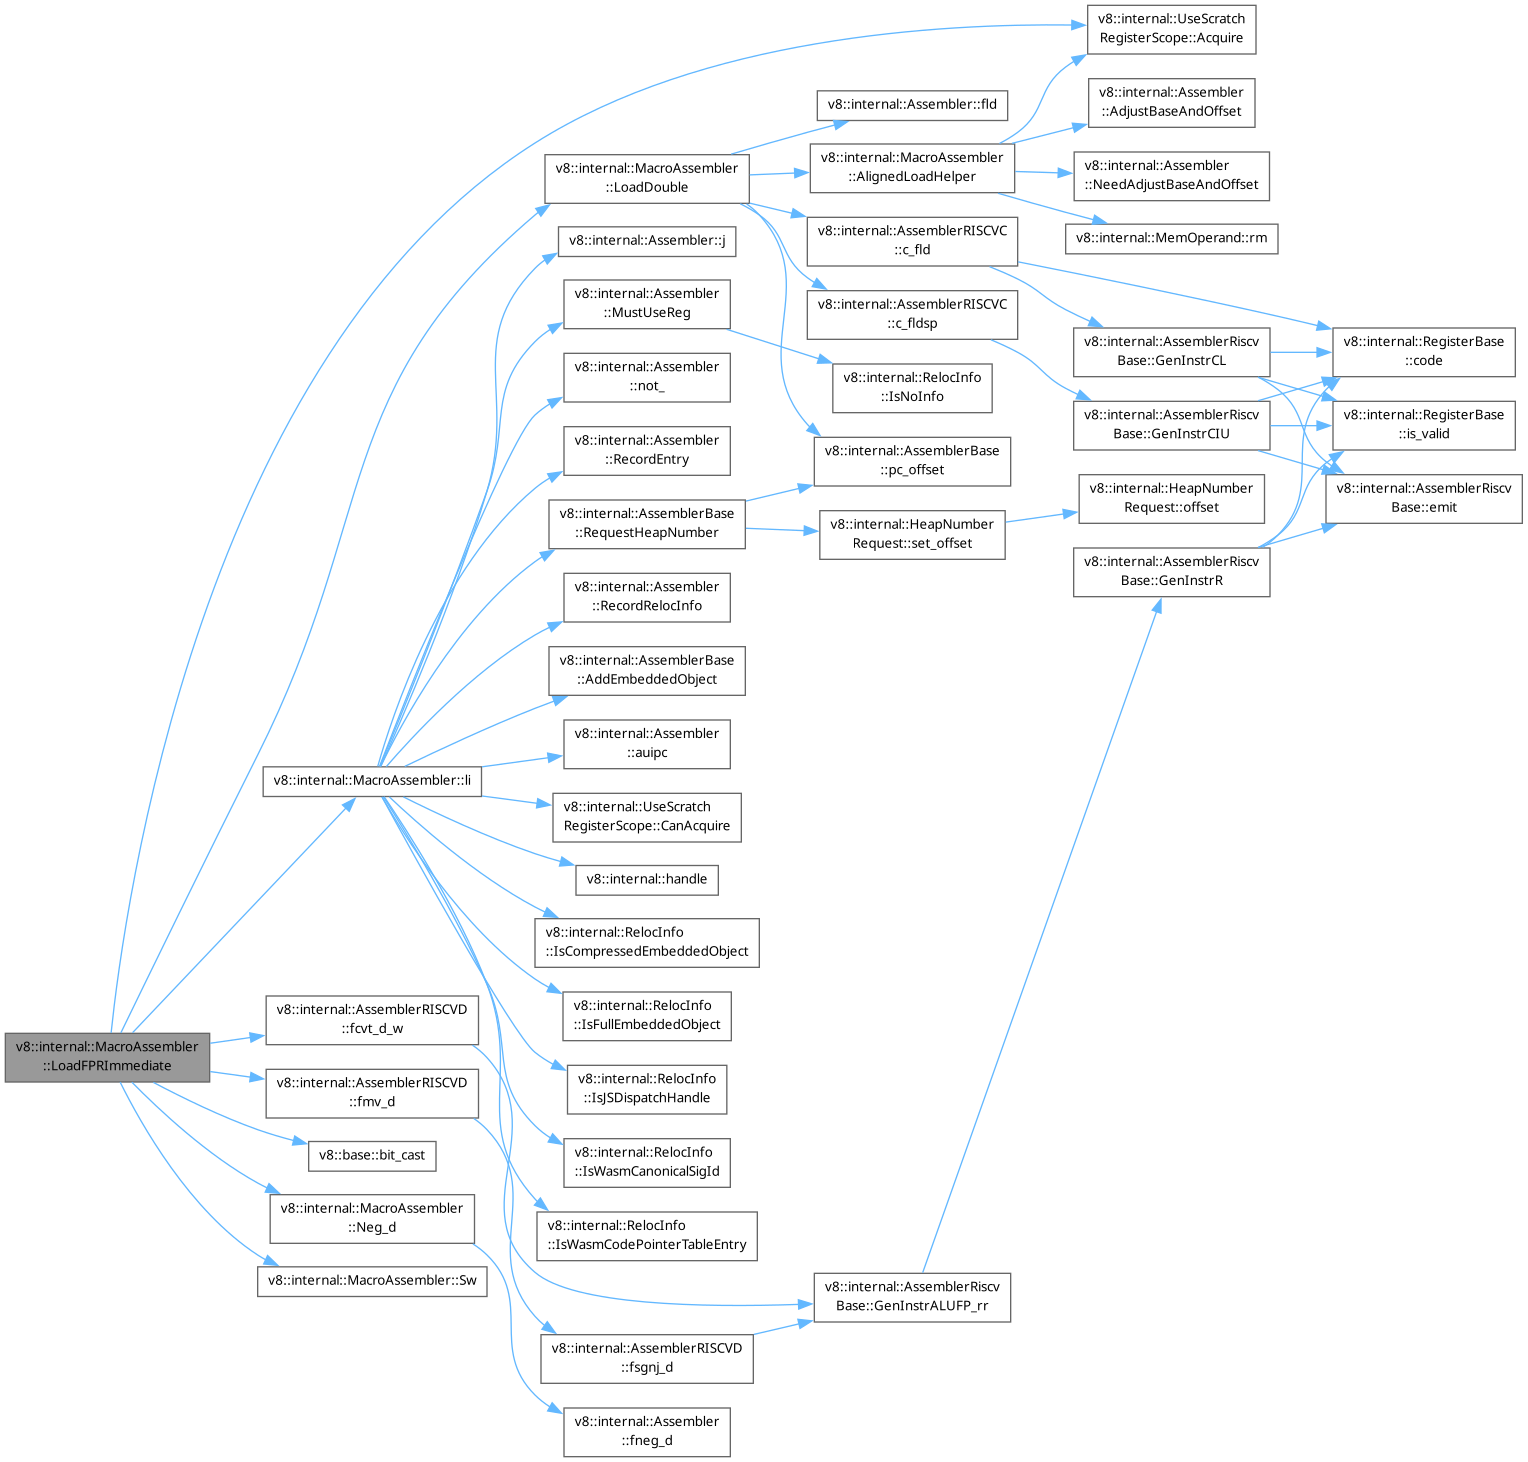 v8::internal::UseScratch
RegisterScope::Acquire
v8::internal::Assembler
::AdjustBaseAndOffset
v8::internal::Assembler::fld
v8::internal::MacroAssembler
::AlignedLoadHelper
v8::internal::MacroAssembler
::LoadDouble
v8::internal::Assembler
::NeedAdjustBaseAndOffset
v8::internal::AssemblerRISCVC
::c_fld
v8::internal::MemOperand::rm
v8::internal::Assembler::j
v8::internal::Assembler
::MustUseReg
v8::internal::AssemblerRISCVC
::c_fldsp
v8::internal::AssemblerRiscv
Base::GenInstrCL
v8::internal::RegisterBase
::code
v8::internal::Assembler
::not_
v8::internal::RelocInfo
::IsNoInfo
v8::internal::AssemblerRiscv
Base::GenInstrCIU
v8::internal::RegisterBase
::is_valid
v8::internal::Assembler
::RecordEntry
v8::internal::AssemblerBase
::pc_offset
v8::internal::HeapNumber
Request::offset
v8::internal::AssemblerRiscv
Base::emit
v8::internal::AssemblerBase
::RequestHeapNumber
v8::internal::HeapNumber
Request::set_offset
v8::internal::AssemblerRiscv
Base::GenInstrR
v8::internal::Assembler
::RecordRelocInfo
v8::internal::AssemblerBase
::AddEmbeddedObject
v8::internal::Assembler
::auipc
v8::internal::MacroAssembler::li
v8::internal::UseScratch
RegisterScope::CanAcquire
v8::internal::handle
v8::internal::RelocInfo
::IsCompressedEmbeddedObject
v8::internal::RelocInfo
::IsFullEmbeddedObject
v8::internal::AssemblerRISCVD
::fcvt_d_w
v8::internal::MacroAssembler
::LoadFPRImmediate
v8::internal::AssemblerRISCVD
::fmv_d
v8::internal::RelocInfo
::IsJSDispatchHandle
v8::base::bit_cast
v8::internal::RelocInfo
::IsWasmCanonicalSigId
v8::internal::MacroAssembler
::Neg_d
v8::internal::RelocInfo
::IsWasmCodePointerTableEntry
v8::internal::MacroAssembler::Sw
v8::internal::AssemblerRiscv
Base::GenInstrALUFP_rr
v8::internal::AssemblerRISCVD
::fsgnj_d
v8::internal::Assembler
::fneg_d